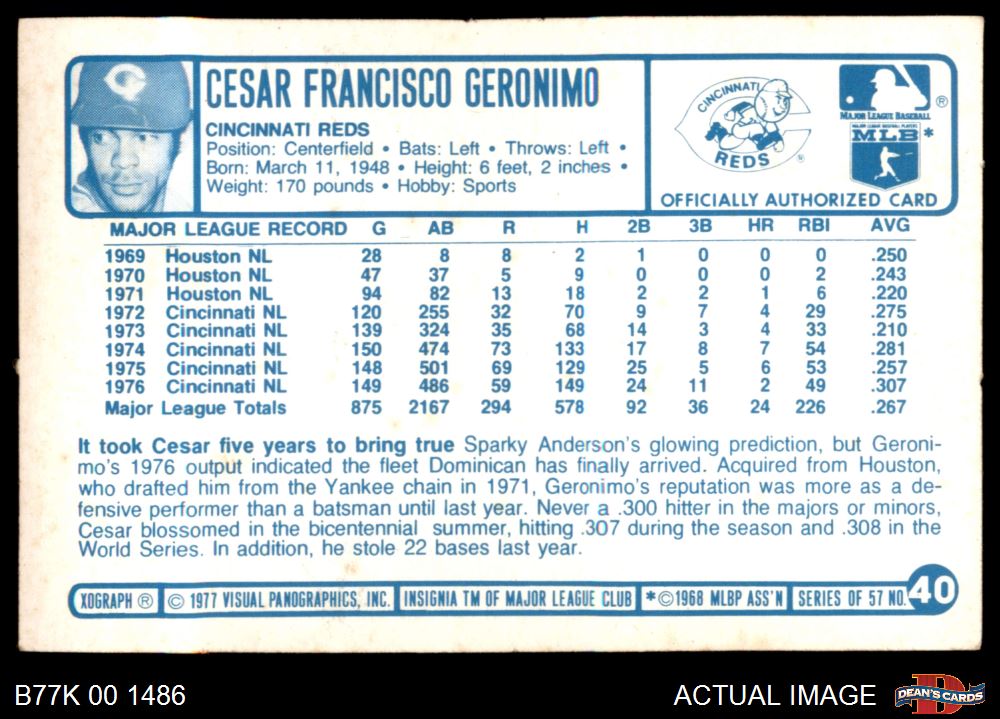 C
CESAR FRANCISCO GERONIMO
CINCINNATI REDS
Position: Centerfield • Bats: Left • Throws: Left •
Born: March 11, 1948 • Height: 6 feet, 2 inches •
Weight: 170 pounds • Hobby: Sports
CINCINNATI
REDS ®
®
MAJOR LEAGUE BASEBALL
MAJOR LEAGUE BASEBALL PLAYERS
MLB *
OFFICIALLY AUTHORIZED CARD
MAJOR LEAGUE RECORD G AB R H 2B 3B HR RBI AVG
1969 Houston NL 28 8 8 2 1 0 0 0 .250
1970 Houston NL 47 37 5 9 0 0 0 2 .243
1971 Houston NL 94 82 13 18 2 2 1 6 .220
1972 Cincinnati NL 120 255 32 70 9 7 4 29 .275
1973 Cincinnati NL 139 324 35 68 14 3 4 33 .210
1974 Cincinnati NL 150 474 73 133 17 8 7 54 .281
1975 Cincinnati NL 148 501 69 129 25 5 6 53 .257
1976 Cincinnati NL 149 486 59 149 24 11 2 49 .307
Major League Totals 875 2167 294 578 92 36 24 226 .267
It took Cesar five years to bring true Sparky Anderson's glowing prediction, but Geroni-
mo's 1976 output indicated the fleet Dominican has finally arrived. Acquired from Houston,
who drafted him from the Yankee chain in 1971, Geronimo's reputation was more as a de-
fensive performer than a batsman until last year. Never a .300 hitter in the majors or minors,
Cesar blossomed in the bicentennial summer, hitting .307 during the season and .308 in the
World Series. In addition, he stole 22 bases last year.
XOGRAPH ® © 1977 VISUAL PANOGRAPHICS, INC. INSIGNIA TM OF MAJOR LEAGUE CLUB *©1968 MLBP ASS'N SERIES OF 57 NO. 40
B77K 00 1486
ACTUAL IMAGE
D
DEAN'S CARDS